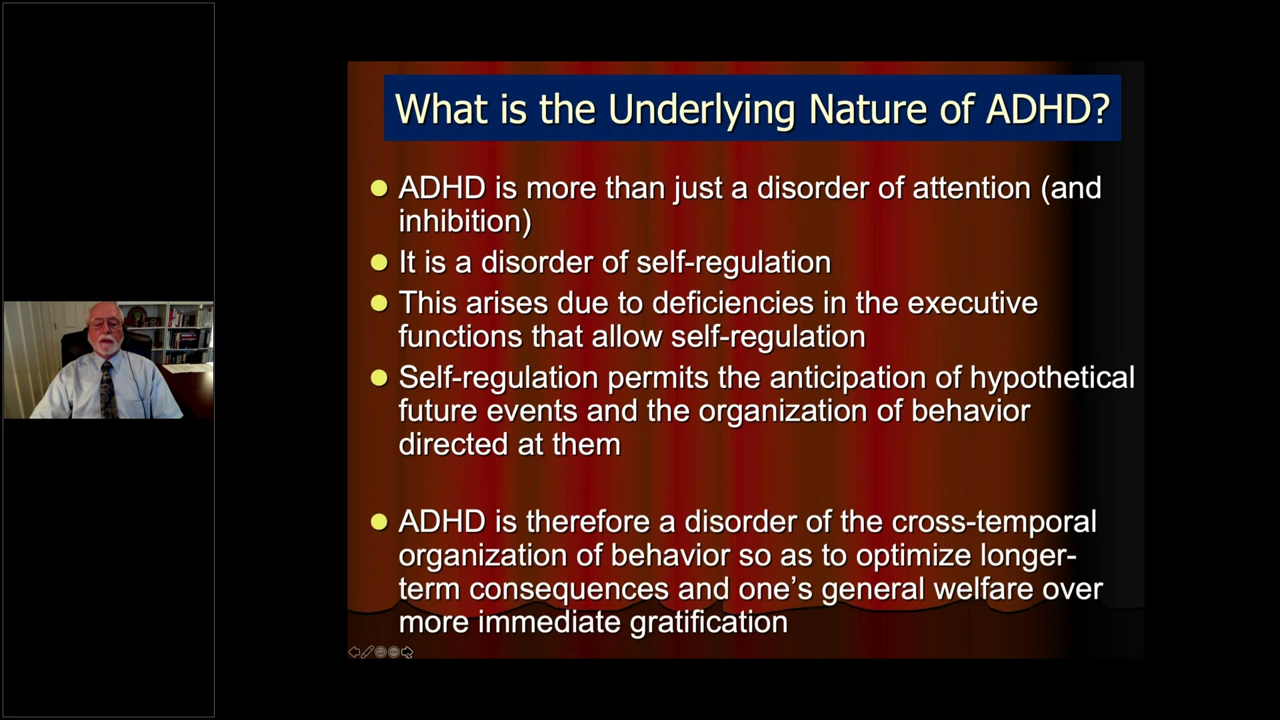 What is the Underlying Nature of ADHD?
ADHD is more than just a disorder of attention (and
inhibition)
It is a disorder of self-regulation
This arises due to deficiencies in the executive
functions that allow self-regulation
Self-regulation permits the anticipation of hypothetical
future events and the organization of behavior
directed at them
ADHD is therefore a disorder of the cross-temporal
organization of behavior so as to optimize longer-
term consequences and one’s general welfare over
more immediate gratification